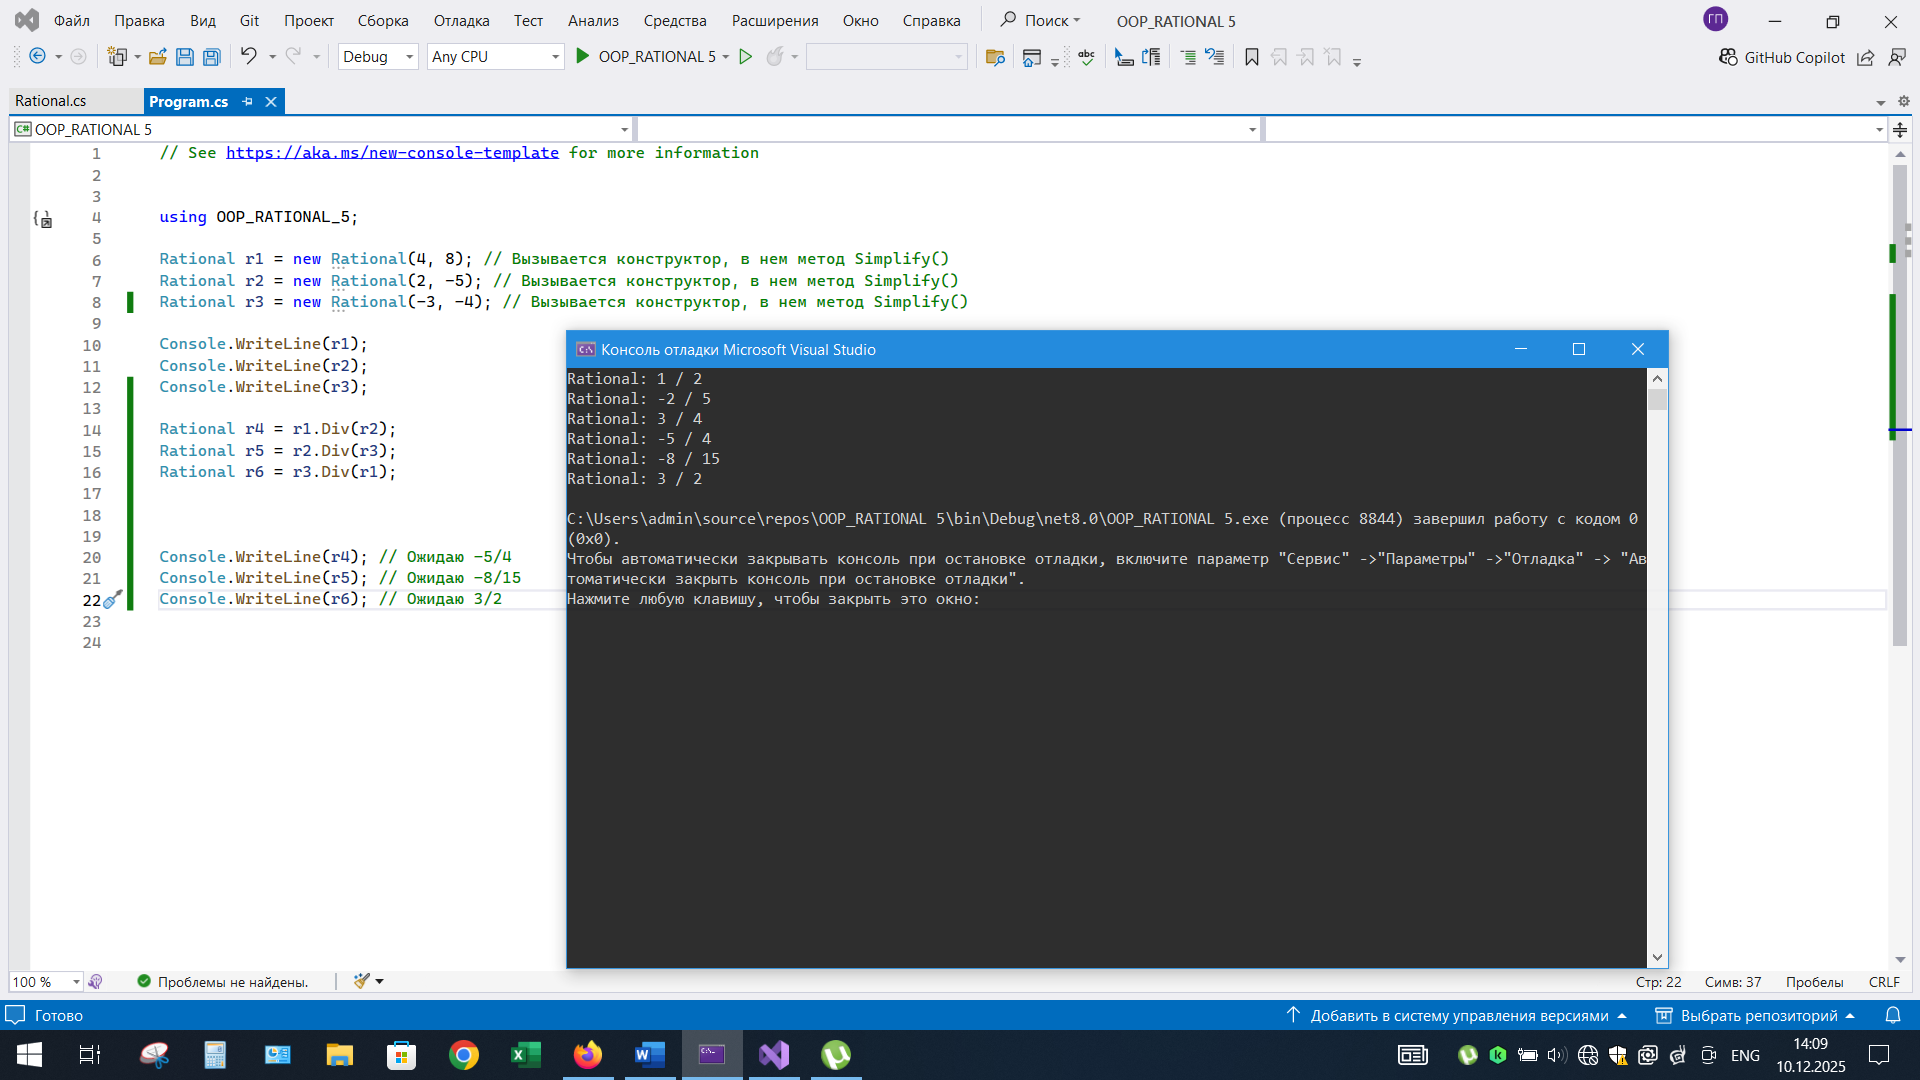 Файл Правка Вид Git Проект Сборка Отладка Тест Анализ Средства Расширения Окно Справка Поиск OOP_RATIONAL 5 ГП
Debug Any CPU OOP_RATIONAL 5 GitHub Copilot
Rational.cs Program.cs
C# OOP_RATIONAL 5
1 // See https://aka.ms/new-console-template for more information
2
3
4 using OOP_RATIONAL_5;
5
6 Rational r1 = new Rational(4, 8); // Вызывается конструктор, в нем метод Simplify()
7 Rational r2 = new Rational(2, -5); // Вызывается конструктор, в нем метод Simplify()
8 Rational r3 = new Rational(-3, -4); // Вызывается конструктор, в нем метод Simplify()
9
10 Console.WriteLine(r1);
11 Console.WriteLine(r2);
12 Console.WriteLine(r3);
13
14 Rational r4 = r1.Div(r2);
15 Rational r5 = r2.Div(r3);
16 Rational r6 = r3.Div(r1);
17
18
19
20 Console.WriteLine(r4); // Ожидаю -5/4
21 Console.WriteLine(r5); // Ожидаю -8/15
22 Console.WriteLine(r6); // Ожидаю 3/2
23
24
Консоль отладки Microsoft Visual Studio
Rational: 1 / 2
Rational: -2 / 5
Rational: 3 / 4
Rational: -5 / 4
Rational: -8 / 15
Rational: 3 / 2
C:\Users\admin\source\repos\OOP_RATIONAL 5\bin\Debug\net8.0\OOP_RATIONAL 5.exe (процесс 8844) завершил работу с кодом 0
(0x0).
Чтобы автоматически закрывать консоль при остановке отладки, включите параметр "Сервис" ->"Параметры" ->"Отладка" -> "Ав
томатически закрыть консоль при остановке отладки".
Нажмите любую клавишу, чтобы закрыть это окно:
100 % Проблемы не найдены. Стр: 22 Симв: 37 Пробелы CRLF
Готово Добавить в систему управления версиями Выбрать репозиторий
ENG 14:09
10.12.2025